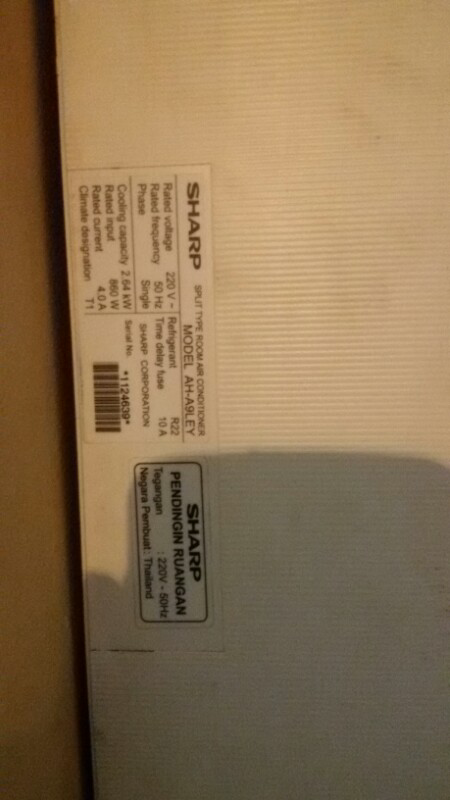 SHARP SPLIT TYPE ROOM AIR CONDITIONER
MODEL AH-A9LEY
Rated voltage 220 V ~ Refrigerant R22
Rated frequency 50 Hz Time delay fuse 10 A
Phase Single SHARP CORPORATION
Cooling capacity 2.64 kW Serial No. *1124639*
Rated input 860 W
Rated current 4.0 A
Climate designation T1
SHARP
PENDINGIN RUANGAN
Tegangan : 220V - 50Hz
Negara Pembuat : Thailand